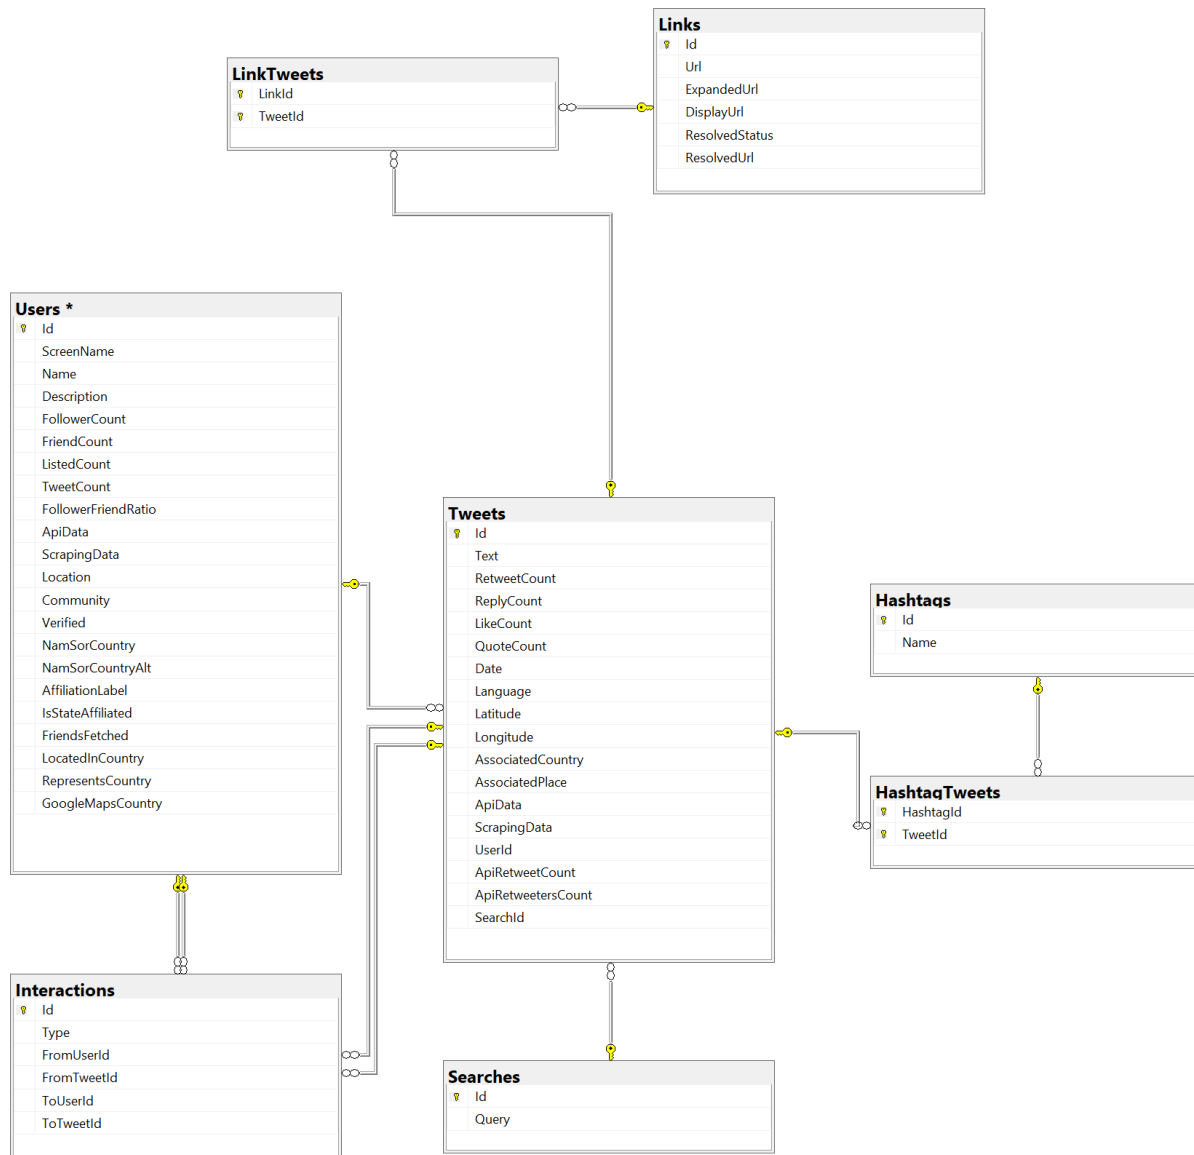 Links
Id
Url
ExpandedUrl
DisplayUrl
ResolvedStatus
ResolvedUrl
LinkTweets
LinkId
TweetId
Users *
Id
ScreenName
Name
Description
FollowerCount
FriendCount
ListedCount
TweetCount
FollowerFriendRatio
ApiData
ScrapingData
Location
Community
Verified
NamSorCountry
NamSorCountryAlt
AffiliationLabel
IsStateAffiliated
FriendsFetched
LocatedInCountry
RepresentsCountry
GoogleMapsCountry
Tweets
Id
Text
RetweetCount
ReplyCount
LikeCount
QuoteCount
Date
Language
Latitude
Longitude
AssociatedCountry
AssociatedPlace
ApiData
ScrapingData
UserId
ApiRetweetCount
ApiRetweetersCount
SearchId
Hashtags
Id
Name
HashtagTweets
HashtagId
TweetId
Interactions
Id
Type
FromUserId
FromTweetId
ToUserId
ToTweetId
Searches
Id
Query